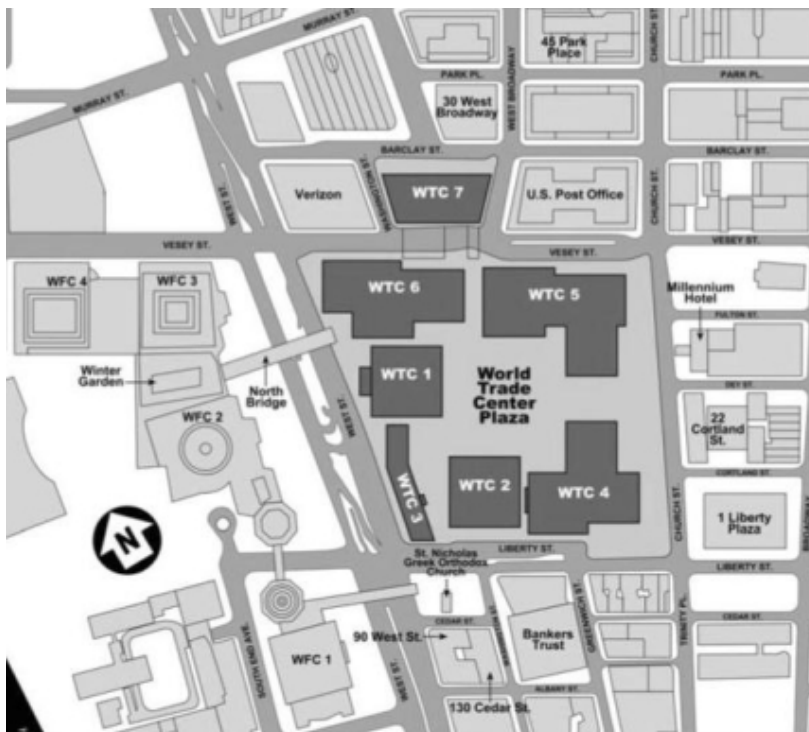 MURRAY ST.
MURRAY ST.
45 Park
Place
CHURCH ST.
PARK PL.
PARK PL.
WEST BROADWAY
30 West
Broadway
BARCLAY ST.
BARCLAY ST.
WEST ST.
Verizon
WASHINGTON ST.
WTC 7
U.S. Post Office
CHURCH ST.
VESEY ST.
VESEY ST.
VESEY ST.
WFC 4
WFC 3
WTC 6
WTC 5
Millennium
Hotel
FULTON ST.
Winter
Garden
North
Bridge
WTC 1
World
Trade
Center
Plaza
DEY ST.
WFC 2
WEST ST.
22
Cortland
St.
CORTLAND ST.
WTC 3
WTC 2
WTC 4
CHURCH ST.
1 Liberty
Plaza
N
LIBERTY ST.
St. Nicholas
Greek Orthodox
Church
LIBERTY ST.
CEDAR ST.
CEDAR ST.
90 West St.
WASHINGTON ST.
Bankers
Trust
GREENWICH ST.
TRINITY PL.
SOUTH END AVE.
WFC 1
WEST ST.
ALBANY ST.
130 Cedar St.